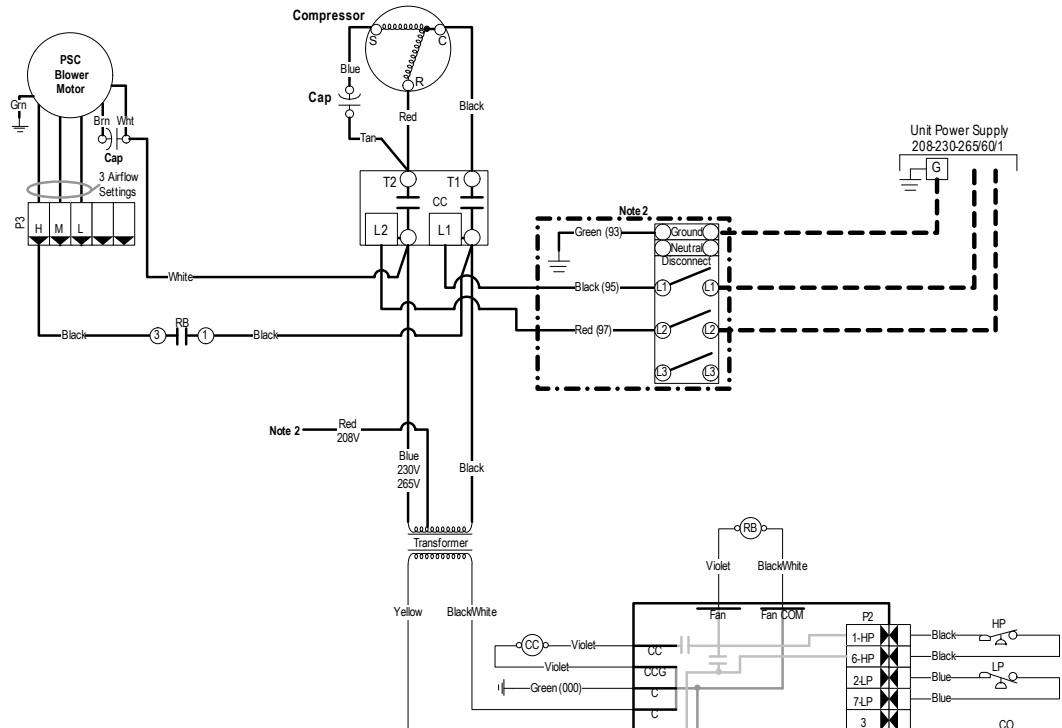 Compressor
S
C
R
PSC
Blower
Motor
Grn
Brn
Wht
Cap
3 Airflow
Settings
P3
H
M
L
Blue
Cap
Tan
Red
Black
T2
T1
CC
L2
L1
White
Black
3
RB
1
Black
Unit Power Supply
208-230-265/60/1
G
Note 2
Green (93)
Ground
Neutral
Disconnect
Black (95)
L1
L1
Red (97)
L2
L2
L3
L3
Note 2
Red
208V
Blue
230V
265V
Black
Transformer
Yellow
BlackWhite
RB
Violet
BlackWhite
Fan
Fan COM
CC
Violet
CC
Violet
CCG
Green (000)
C
C
P2
1-HP
Black
HP
6-HP
Black
2-LP
Blue
LP
7-LP
Blue
3
CO